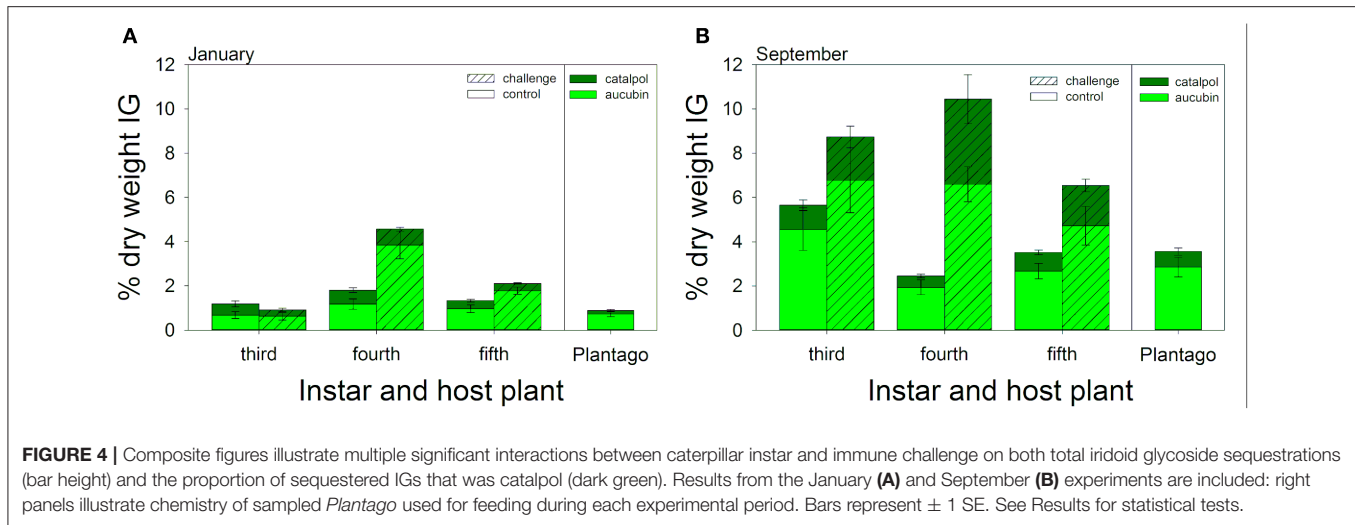 A
January
12
10
8
6
4
2
0
% dry weight IG
challenge
control
catpol
aucubin
third
fourth
fifth
Plantago
Instar and host plant
B
September
12
10
8
6
4
2
0
% dry weight IG
challenge
control
catalpol
aucubin
third
fourth
fifth
Plantago
Instar and host plant
FIGURE 4 | Composite figures illustrate multiple significant interactions between caterpillar instar and immune challenge on both total iridoid glycoside sequestrations
(bar height) and the proportion of sequestered IGs that was catalpol (dark green). Results from the January (A) and September (B) experiments are included: right
panels illustrate chemistry of sampled Plantago used for feeding during each experimental period. Bars represent ± 1 SE. See Results for statistical tests.